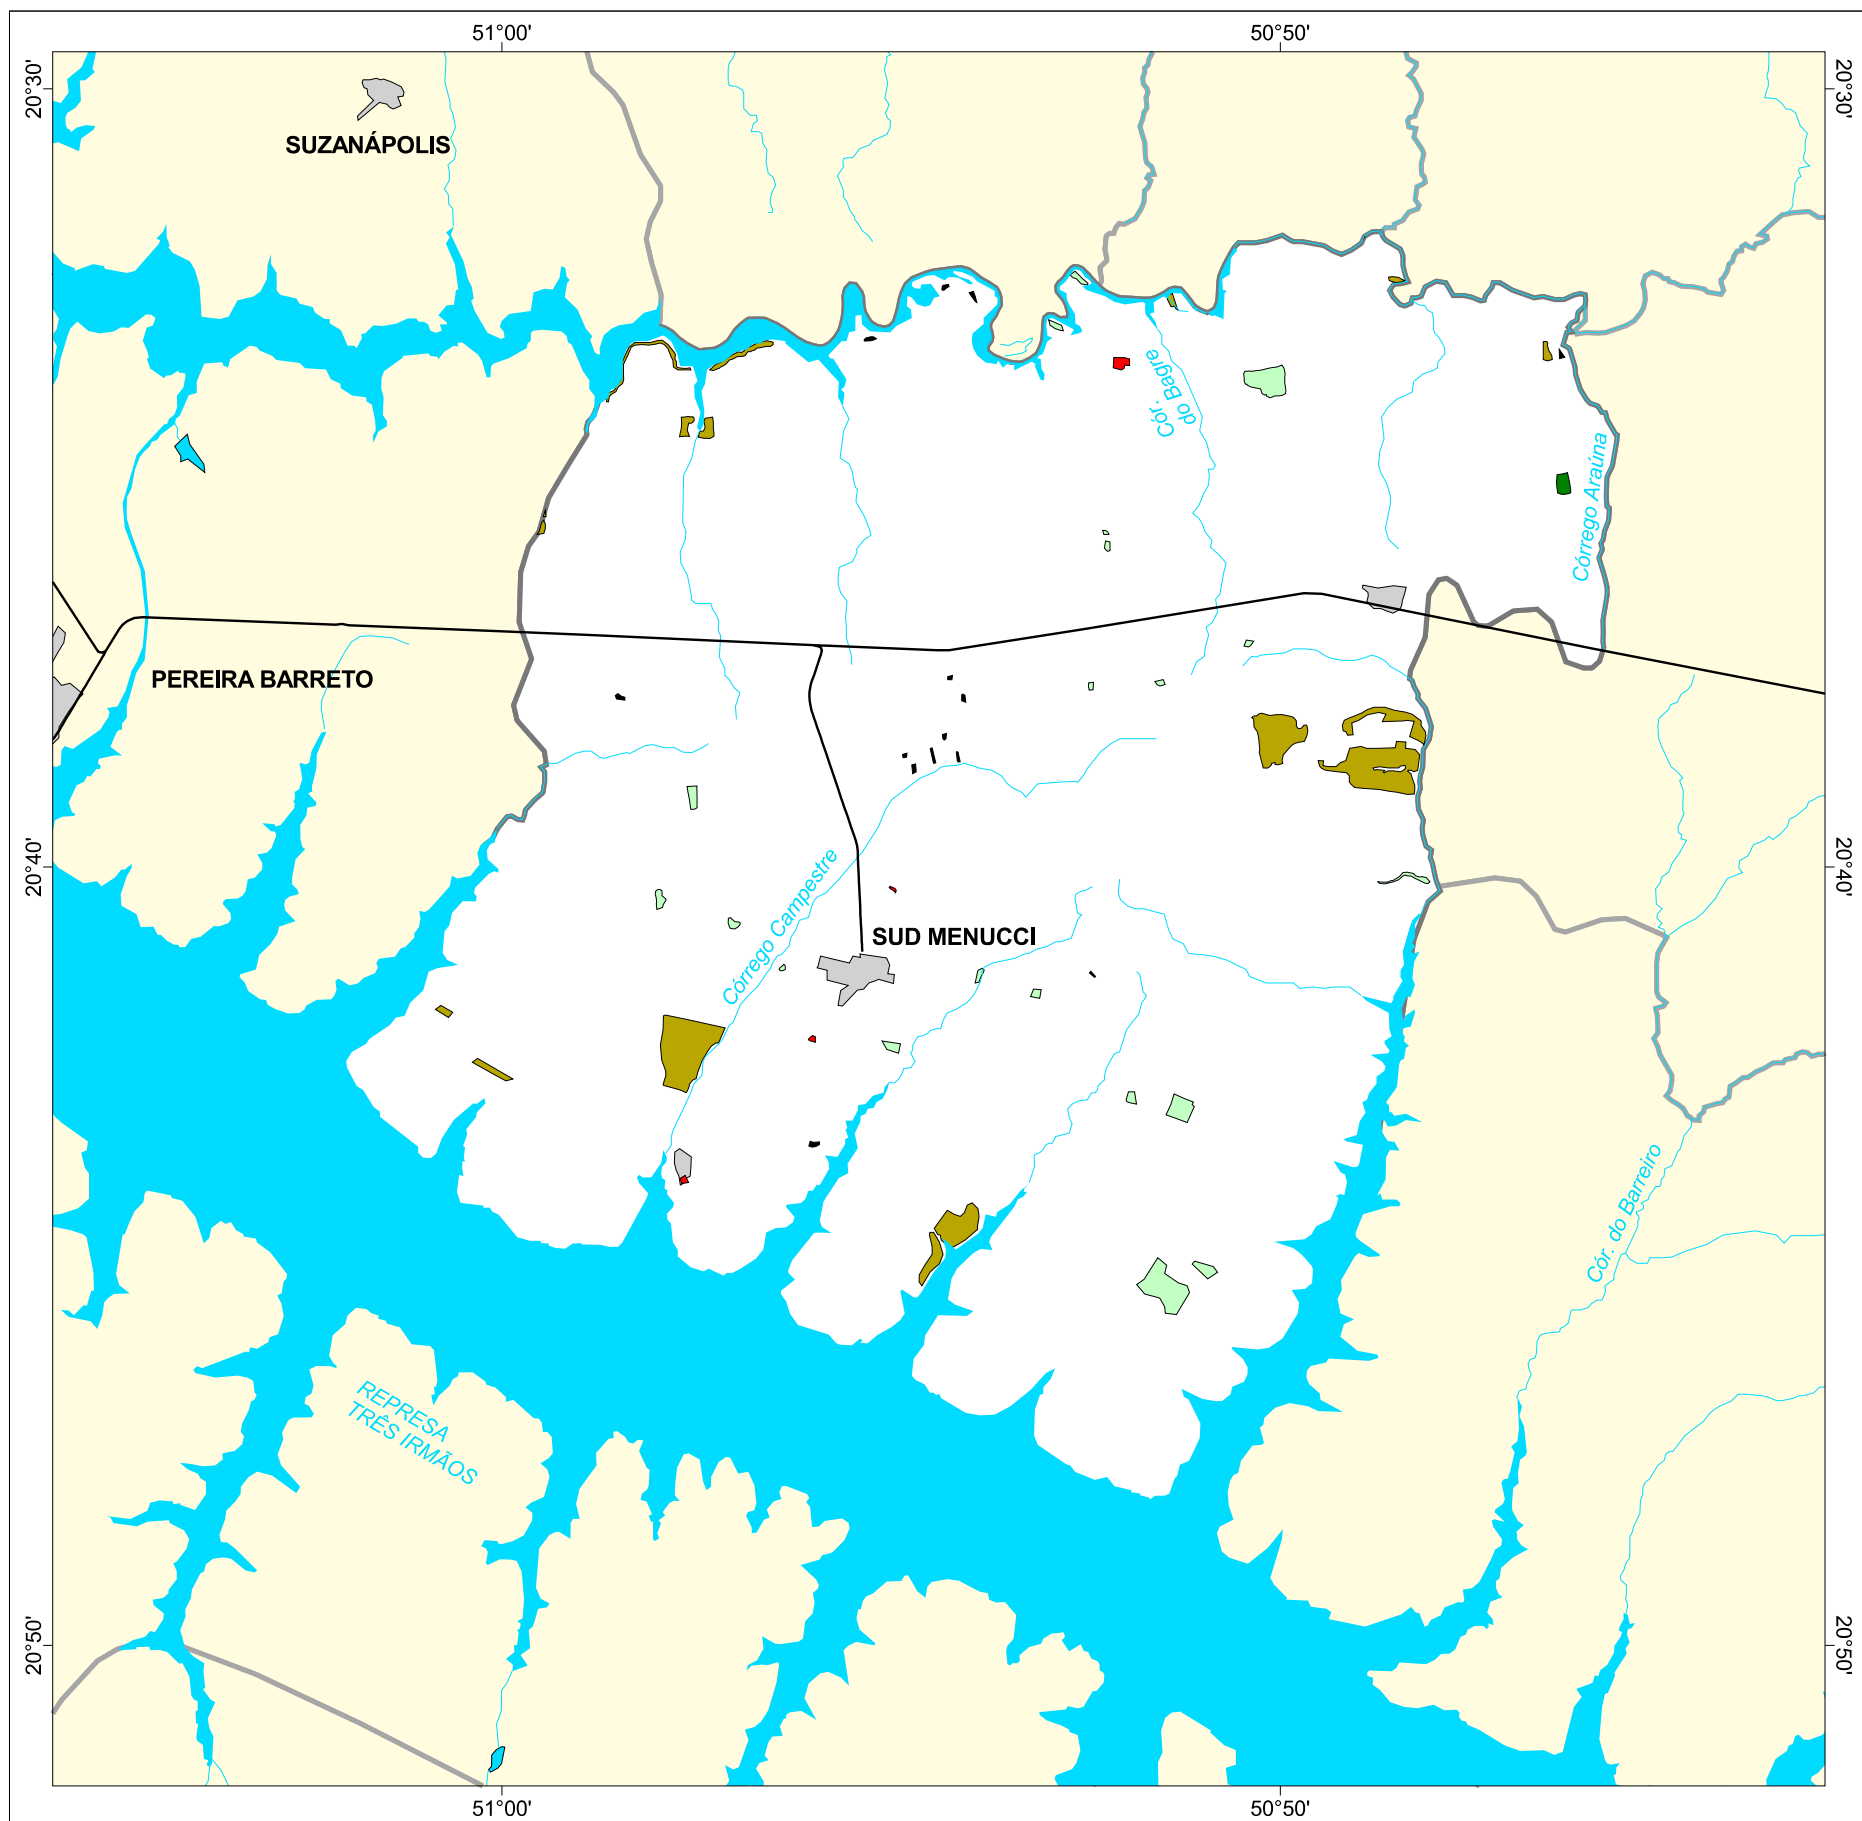 51°00'
50°50'
20°30'
20°30'
SUZANÁPOLIS
Cór.
do Bagre
Córrego Araúna
PEREIRA BARRETO
20°40'
20°40'
Córrego Campestre
SUD MENUCCI
Cór. do Barreiro
REPRESA
TRÊS IRMÃOS
20°50'
20°50'
51°00'
50°50'